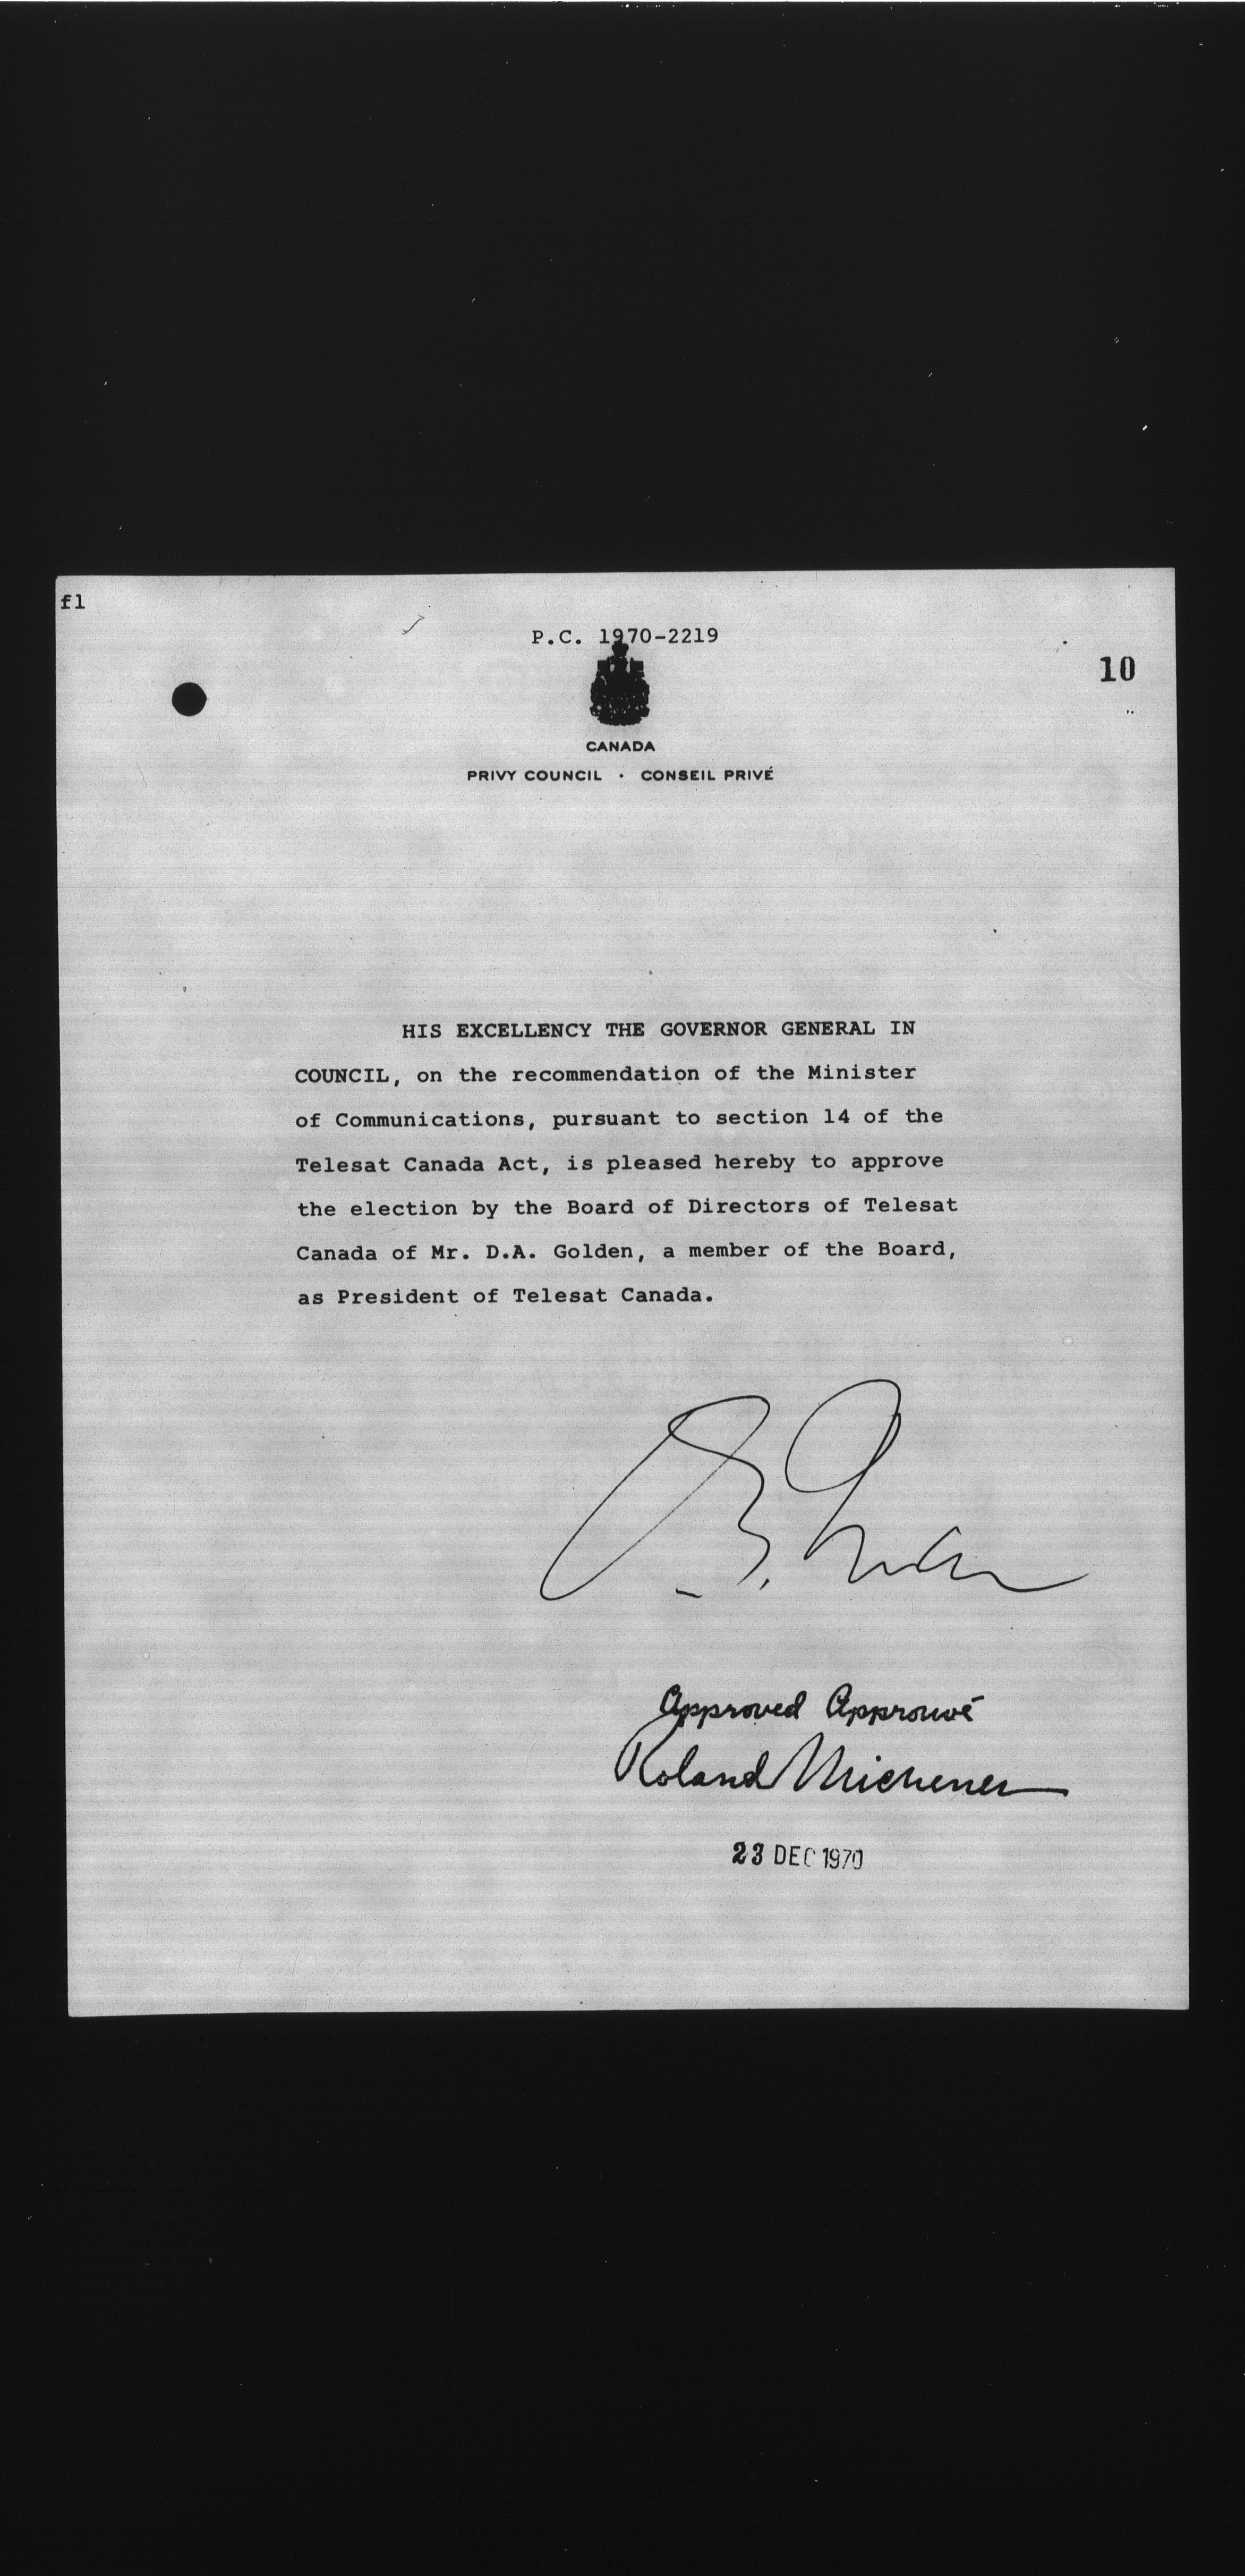 fl
P.C. 1970-2219
10
CANADA
PRIVY COUNCIL · CONSEIL PRIVÉ
HIS EXCELLENCY THE GOVERNOR GENERAL IN
COUNCIL, on the recommendation of the Minister
of Communications, pursuant to section 14 of the
Telesat Canada Act, is pleased hereby to approve
the election by the Board of Directors of Telesat
Canada of Mr. D.A. Golden, a member of the Board,
as President of Telesat Canada.
Approved Approuvé
Roland Michener
23 DEC 1970